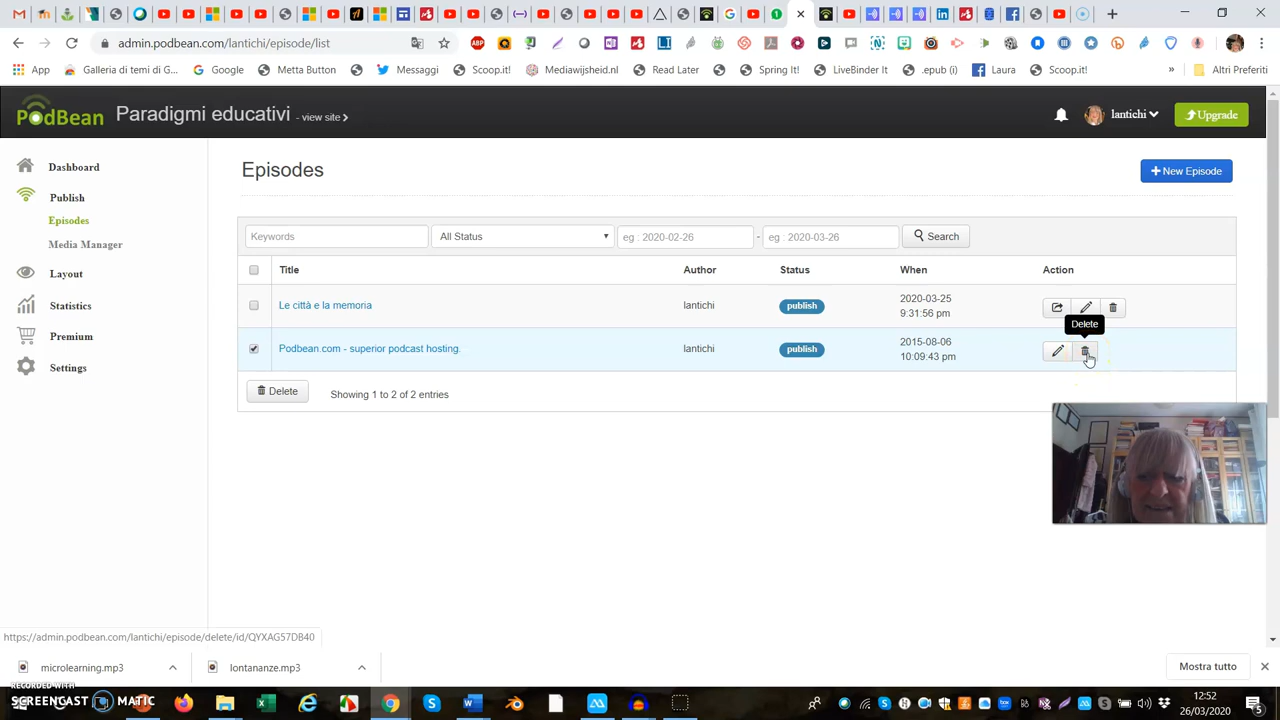 admin.podbean.com/lantichi/episode/list
App
Galleria di temi di G...
Google
Metta Button
Messaggi
Scoop.it!
Mediawijsheid.nl
Read Later
Spring It!
LiveBinder It
.epub (i)
Laura
Scoop.it!
»
Altri Preferiti
PodBean
Paradigmi educativi - view site >
lantichi
Upgrade
Dashboard
Publish
Episodes
Media Manager
Layout
Statistics
Premium
Settings
Episodes
+ New Episode
Keywords
All Status
eg : 2020-02-26
-
eg : 2020-03-26
Search
Title
Author
Status
When
Action
Le città e la memoria
lantichi
publish
2020-03-25
9:31:56 pm
Delete
Podbean.com - superior podcast hosting.
lantichi
publish
2015-08-06
10:09:43 pm
Delete
Showing 1 to 2 of 2 entries
https://admin.podbean.com/lantichi/episode/delete/id/QYXAG57DB40
microlearning.mp3
lontananze.mp3
Mostra tutto
RECORDED WITH
SCREENCAST MATIC
12:52
26/03/2020
5